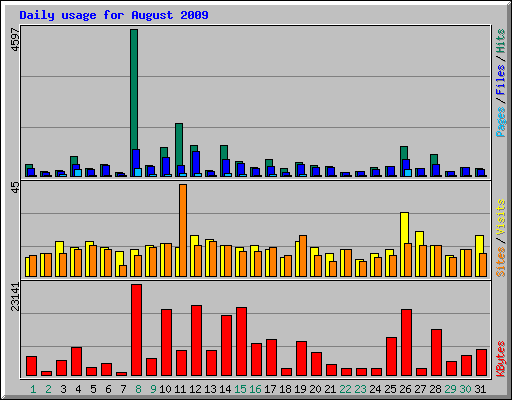 Daily usage for August 2009
4597
Pages / Files / Hits
45
Sites / Visits
23141
KBytes
1 2 3 4 5 6 7 8 9 10 11 12 13 14 15 16 17 18 19 20 21 22 23 24 25 26 27 28 29 30 31